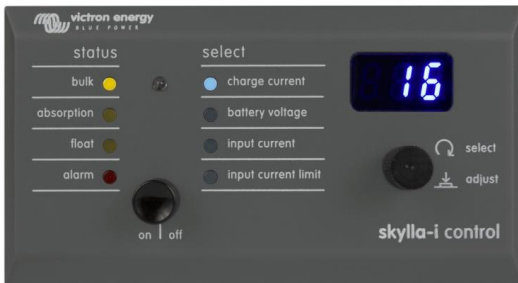 victron energy
BLUE POWER
status
bulk
absorption
float
alarm
on | off
select
charge current
battery voltage
input current
input current limit
16
select
adjust
skylla-i control